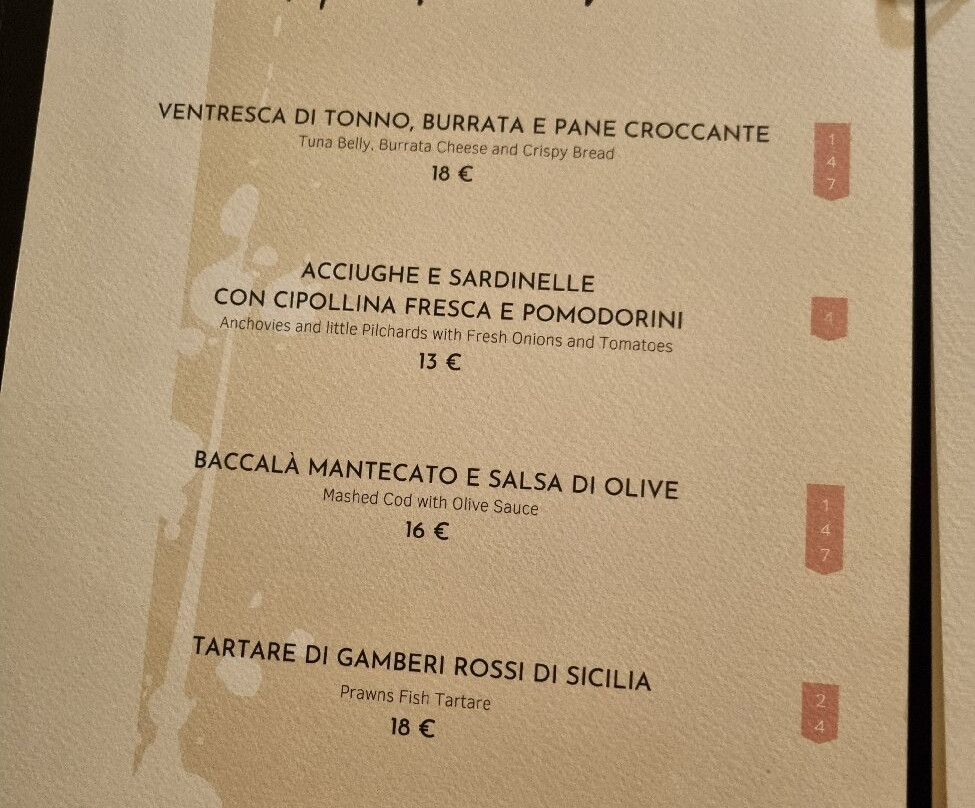 VENTRESCA DI TONNO, BURRATA E PANE CROCCANTE
Tuna Belly, Burrata Cheese and Crispy Bread
18 €
1
4
7
ACCIUGHE E SARDINELLE
CON CIPOLLINA FRESCA E POMODORINI
Anchovies and little Pilchards with Fresh Onions and Tomatoes
13 €
4
BACCALÀ MANTECATO E SALSA DI OLIVE
Mashed Cod with Olive Sauce
16 €
1
4
7
TARTARE DI GAMBERI ROSSI DI SICILIA
Prawns Fish Tartare
18 €
2
4